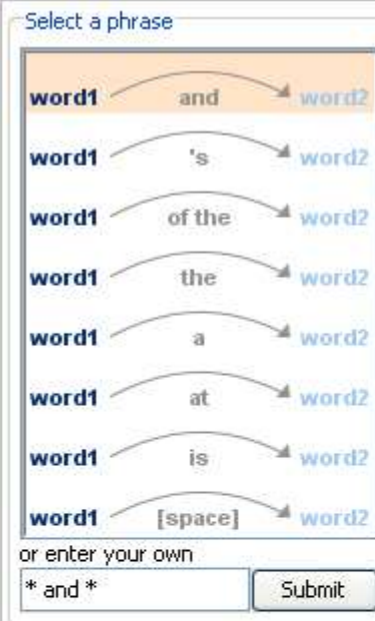 Select a phrase
word1 and word2
word1 's word2
word1 of the word2
word1 the word2
word1 a word2
word1 at word2
word1 is word2
word1 [space] word2
or enter your own
* and * Submit